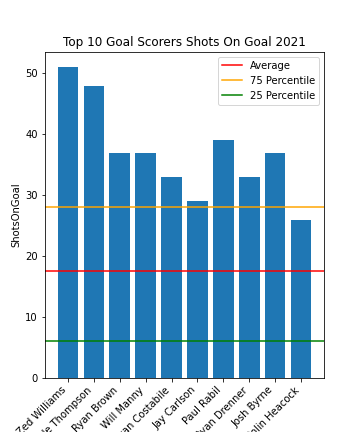 Top 10 Goal Scorers Shots On Goal 2021
Average
75 Percentile
25 Percentile
ShotsOnGoal
50
40
30
20
10
0
Zed Williams
Thompson
Ryan Brown
Will Manny
Costabile
Jay Carlson
Paul Rabil
Drenner
Josh Byrne
Heacock